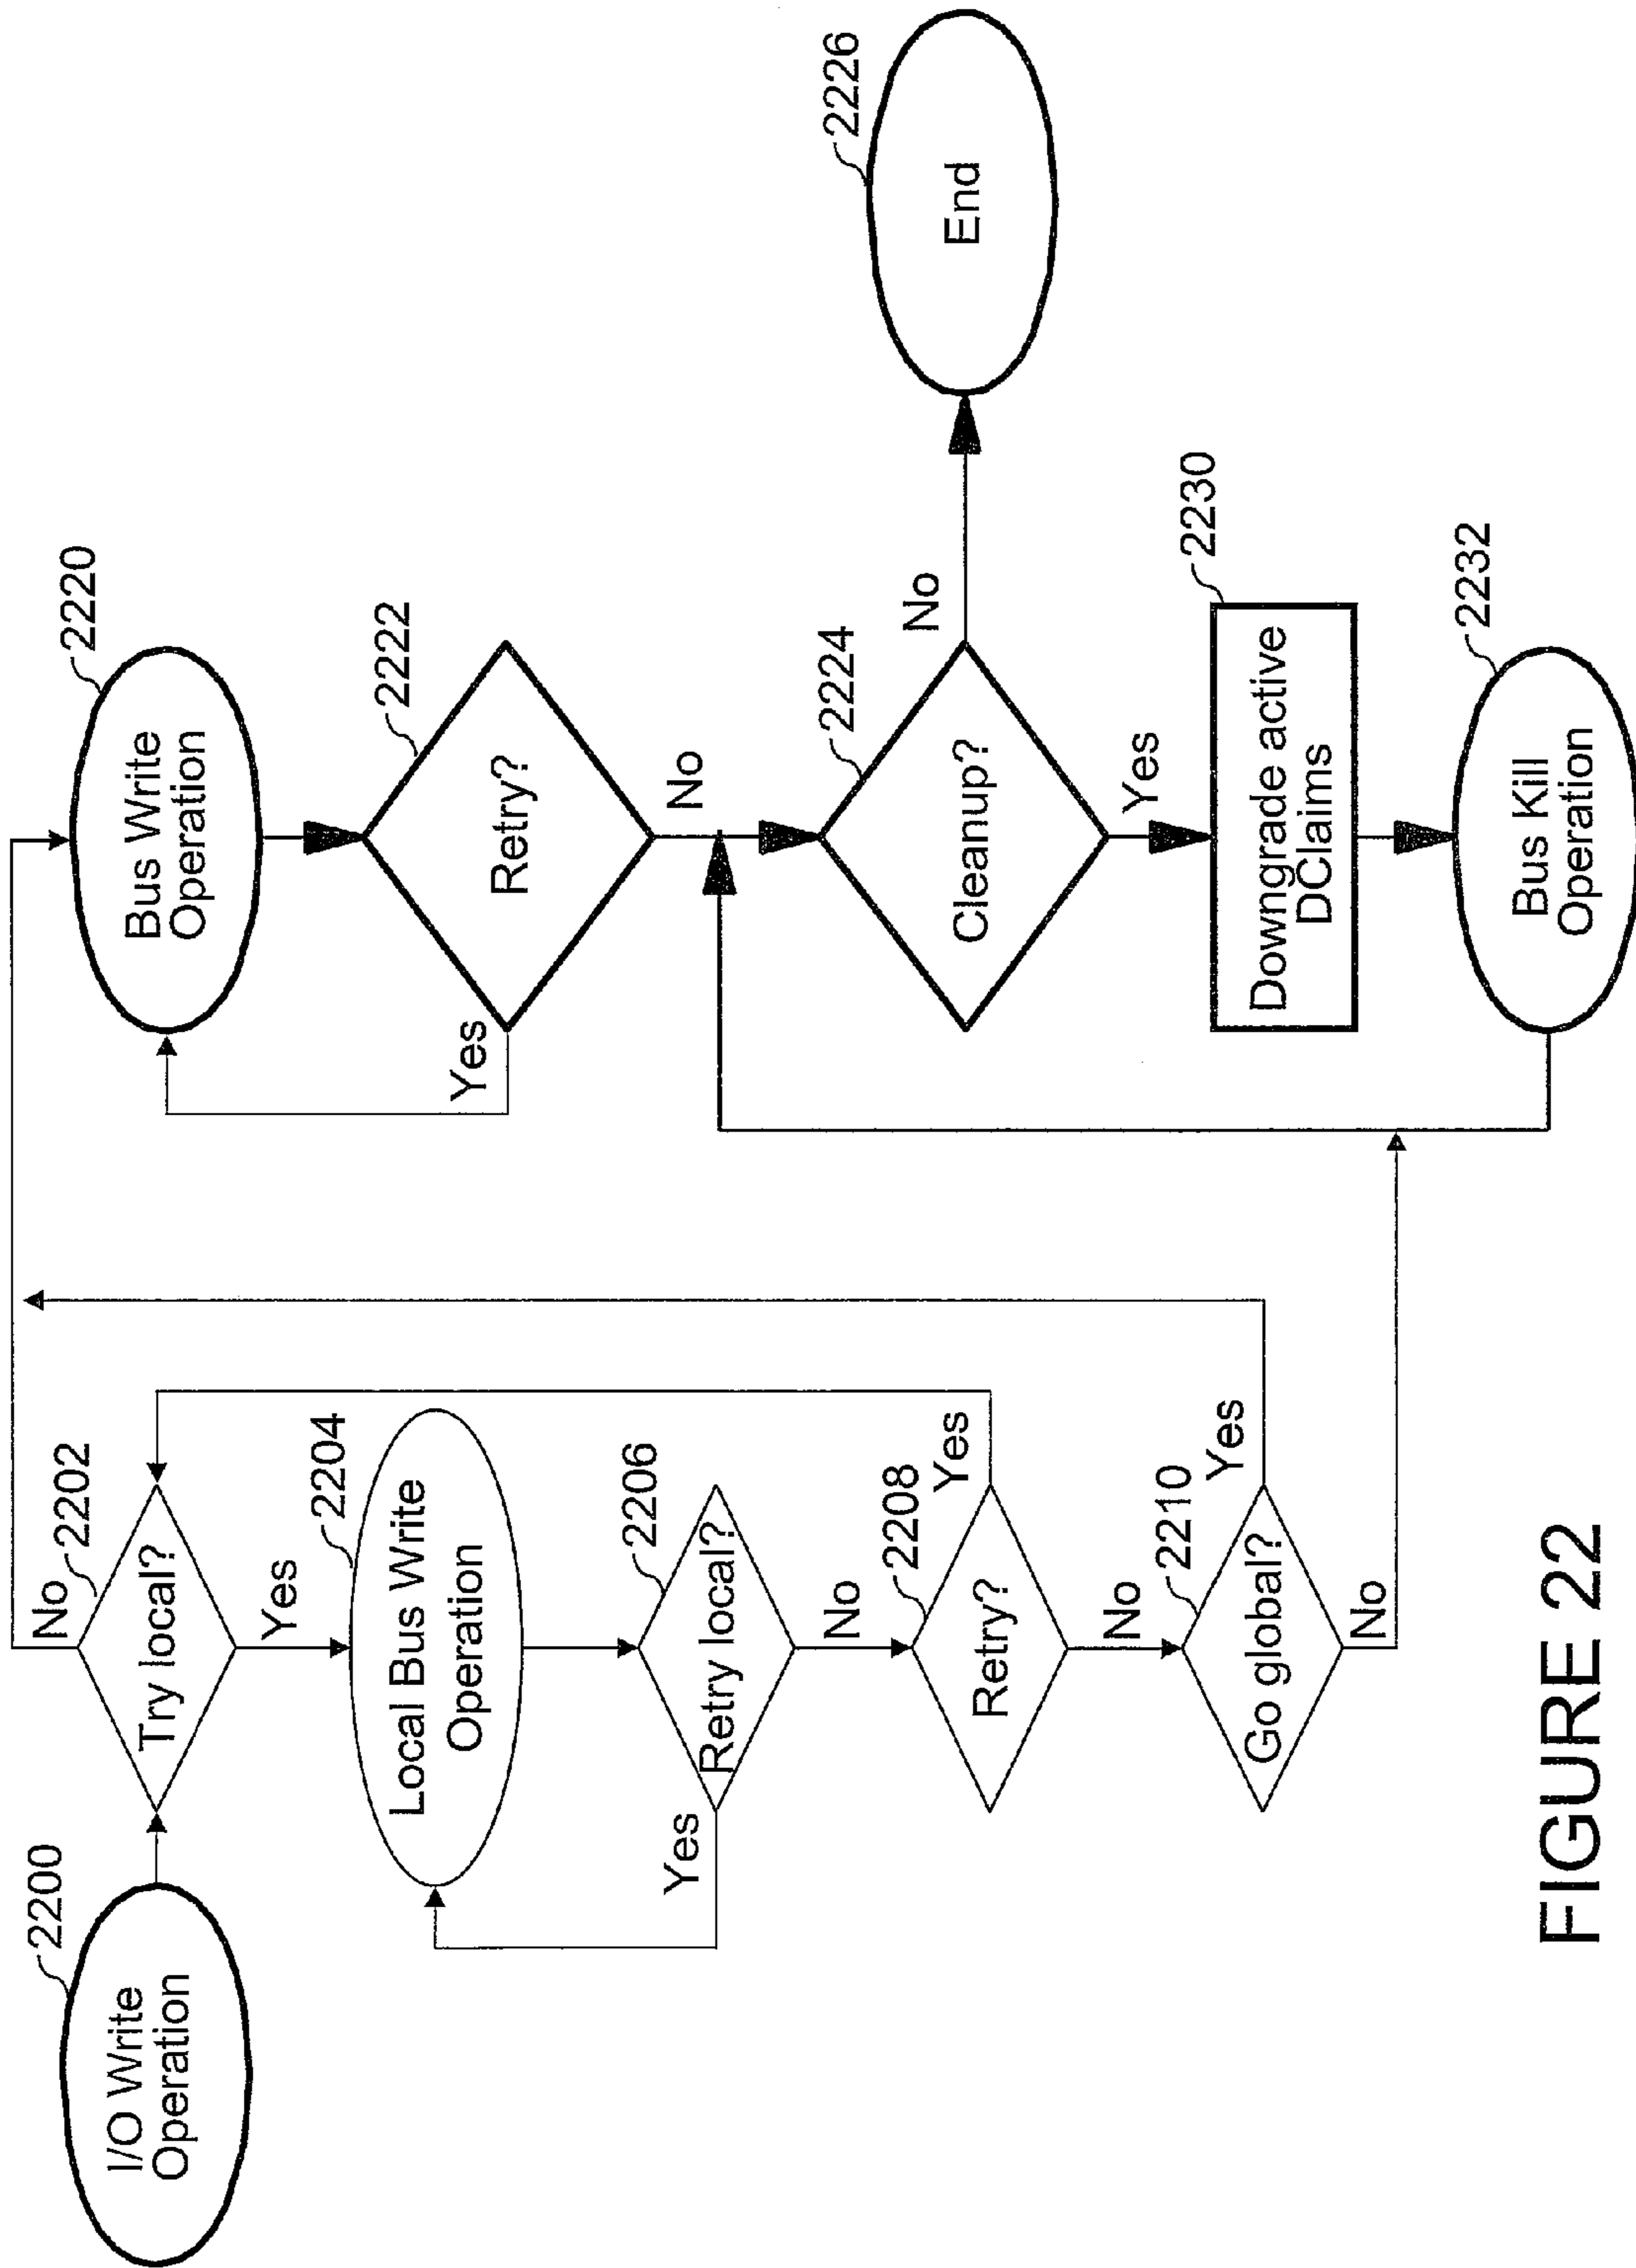 2200
I/O Write
Operation
No
2202
Try local?
Yes
2204
Local Bus Write
Operation
2206
Retry local?
Yes
No
2208
Retry?
Yes
No
2210
Go global?
Yes
No
2220
Bus Write
Operation
2222
Retry?
Yes
No
2224
Cleanup?
No
Yes
2226
End
2230
Downgrade active
DClaims
2232
Bus Kill
Operation
FIGURE 22